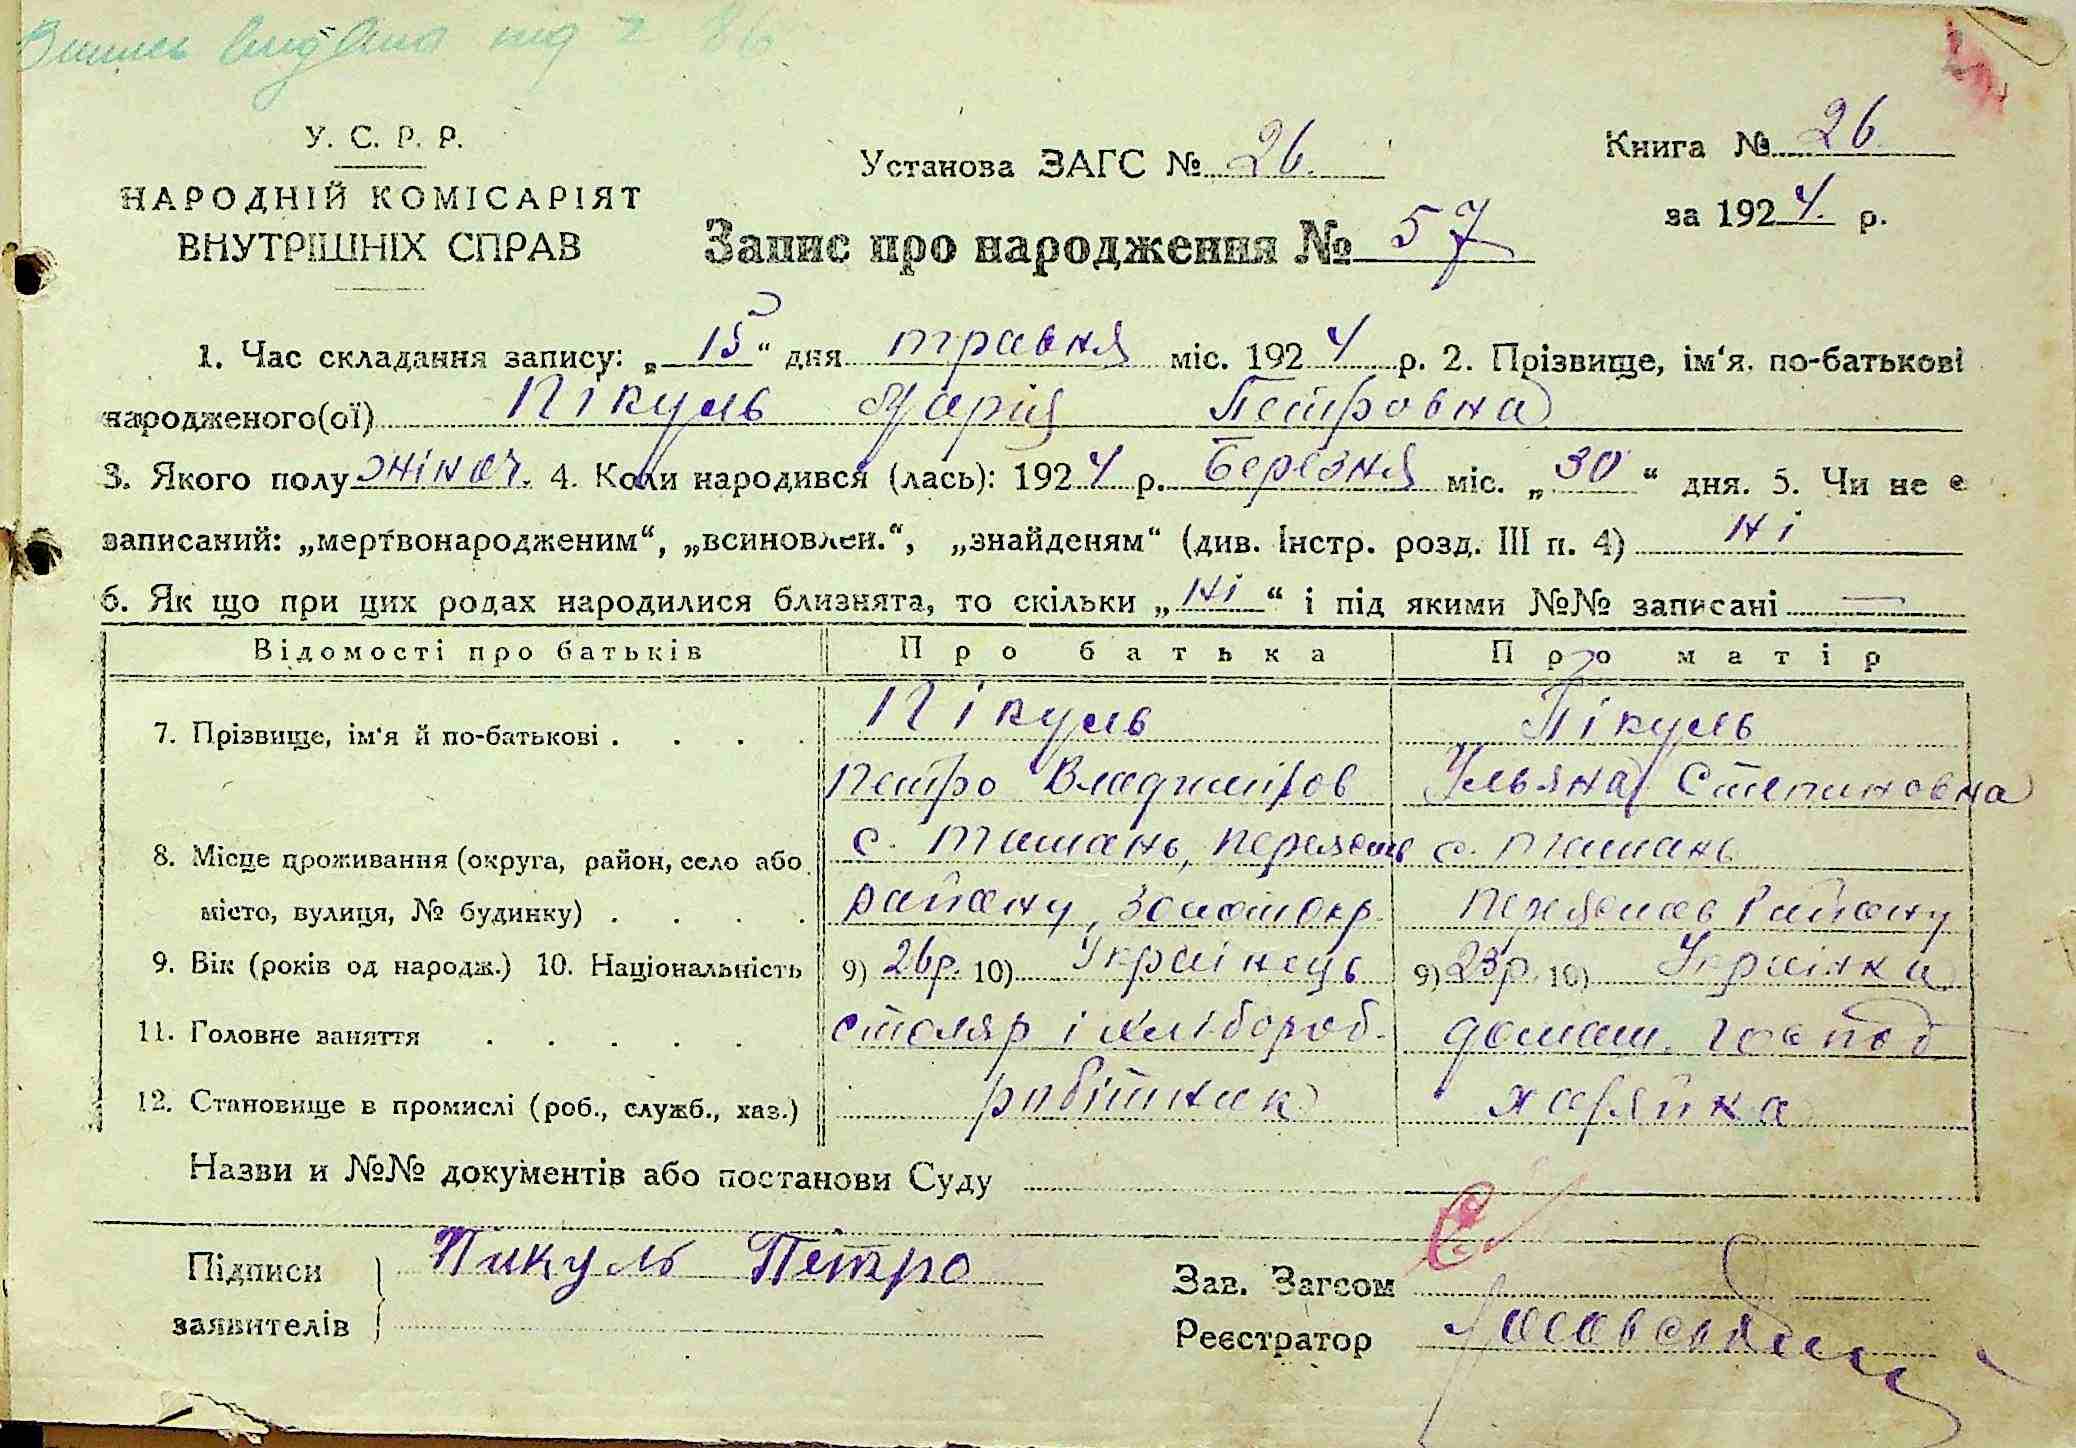 У. С. Р. Р.
НАРОДНІЙ КОМІСАРІЯТ
ВНУТРІШНІХ СПРАВ
Установа ЗАГС № 26.
Книга № 26
за 1924. р.
Запис про народження № 57
1. Час складання запису: „15“ дня травня міс. 1924 р. 2. Прізвище, ім‘я, по-батькові
народженого(ої) Пікуль Марія Петровна
3. Якого полу жіноч. 4. Коли народився (лась): 1924 р. Березня міс. „30“ дня. 5. Чи не є
записаний: „мертвонародженим“, „всиновлен.“, „знайденям“ (див. Інстр. розд. III п. 4) ні
6. Як що при цих родах народилися близнята, то скільки „ні“ і під якими №№ записані —
Відомості про батьків Про батька Про матір
7. Прізвище, ім‘я й по-батькові . . . . Пікуль Пікуль
Петро Владиміров Ульяна Степановна
8. Місце проживання (округа, район, село або с. Ташань, Переяслв с. Ташань
місто, вулиця, № будинку) . . . . району, Золотокр. Переяслав Району
9. Вік (років од народж.) 10. Національність 9) 26р. 10) Українець 9) 23р. 10) Українка
11. Головне заняття . . . . . столяр і хлібороб. домаш. господ
12. Становище в промислі (роб., служб., хаз.) робітник хазяйка
Назви и №№ документів або постанови Суду
Підписи Пикуль Петро
заявителів
Зав. Загсом
Реєстратор